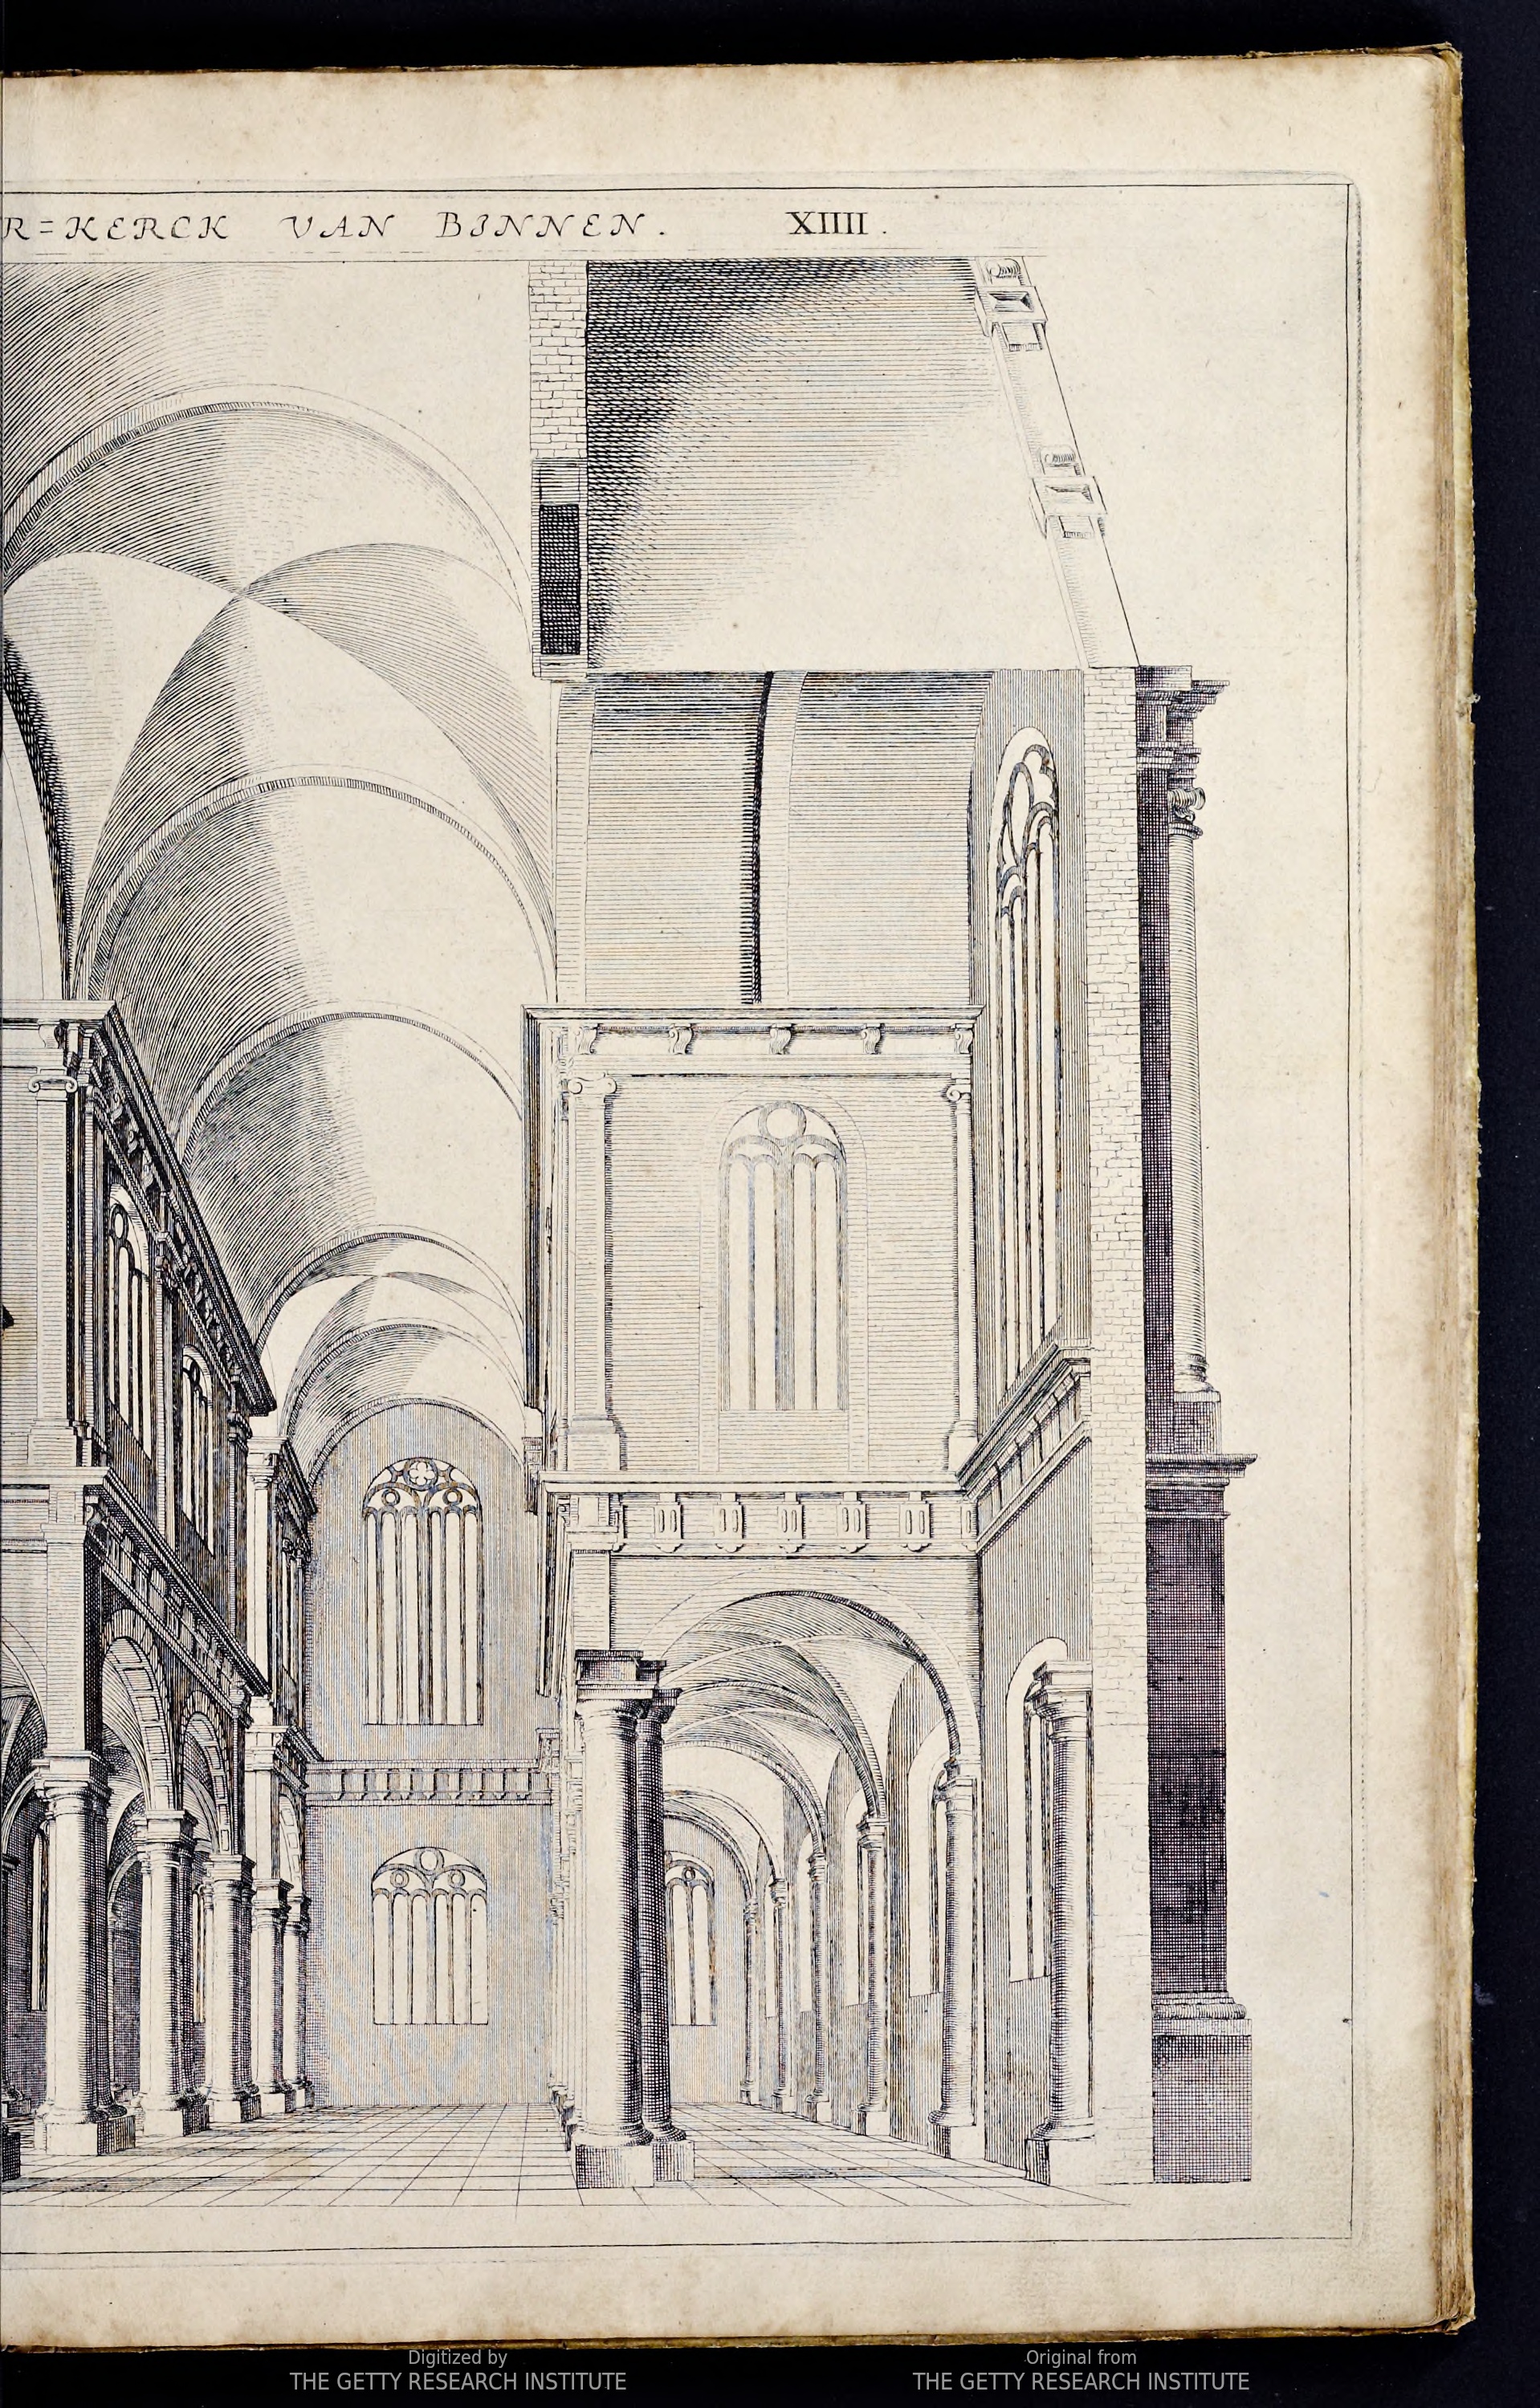 R=KERCK VAN BINNEN. XIIII.
Digitized by
THE GETTY RESEARCH INSTITUTE
Original from
THE GETTY RESEARCH INSTITUTE